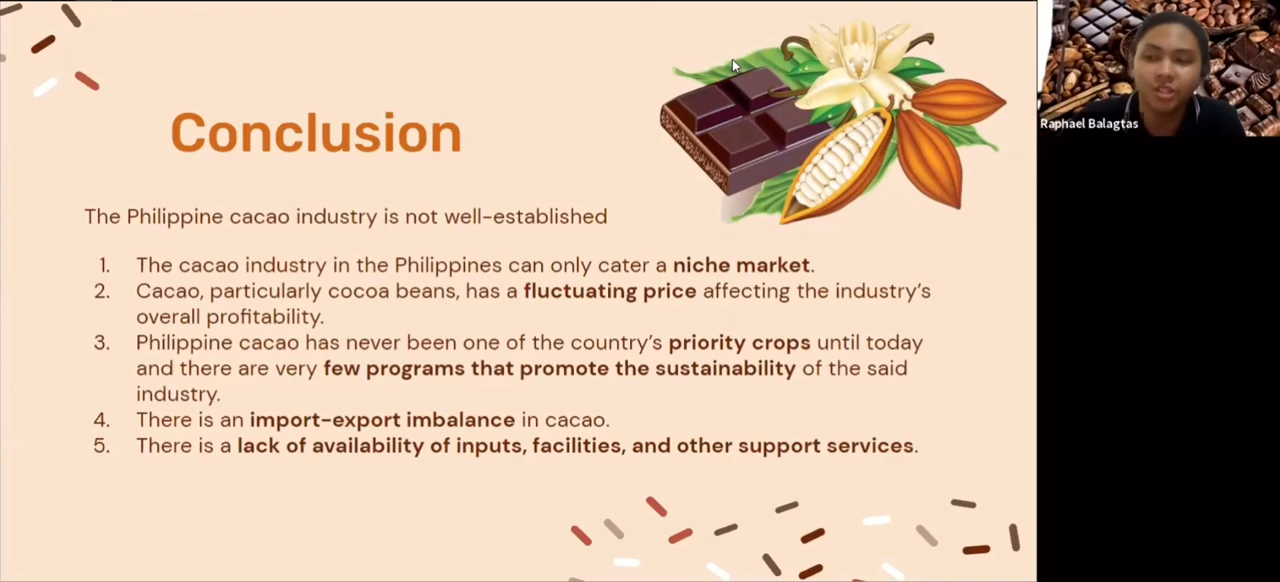 Conclusion
The Philippine cacao industry is not well-established
1. The cacao industry in the Philippines can only cater a niche market.
2. Cacao, particularly cocoa beans, has a fluctuating price affecting the industry's
overall profitability.
3. Philippine cacao has never been one of the country's priority crops until today
and there are very few programs that promote the sustainability of the said
industry.
4. There is an import-export imbalance in cacao.
5. There is a lack of availability of inputs, facilities, and other support services.
Raphael Balagtas